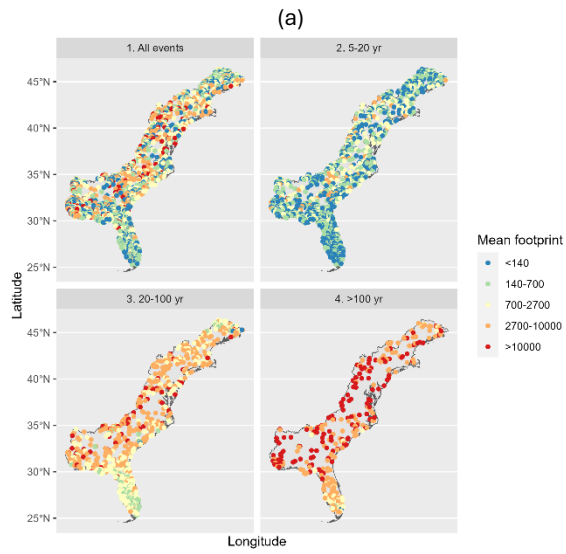 (a)
1. All events
2. 5-20 yr
45°N
40°N
35°N
30°N
25°N
3. 20-100 yr
4. >100 yr
45°N
40°N
35°N
30°N
25°N
Latitude
Longitude
Mean footprint
<140
140-700
700-2700
2700-10000
>10000